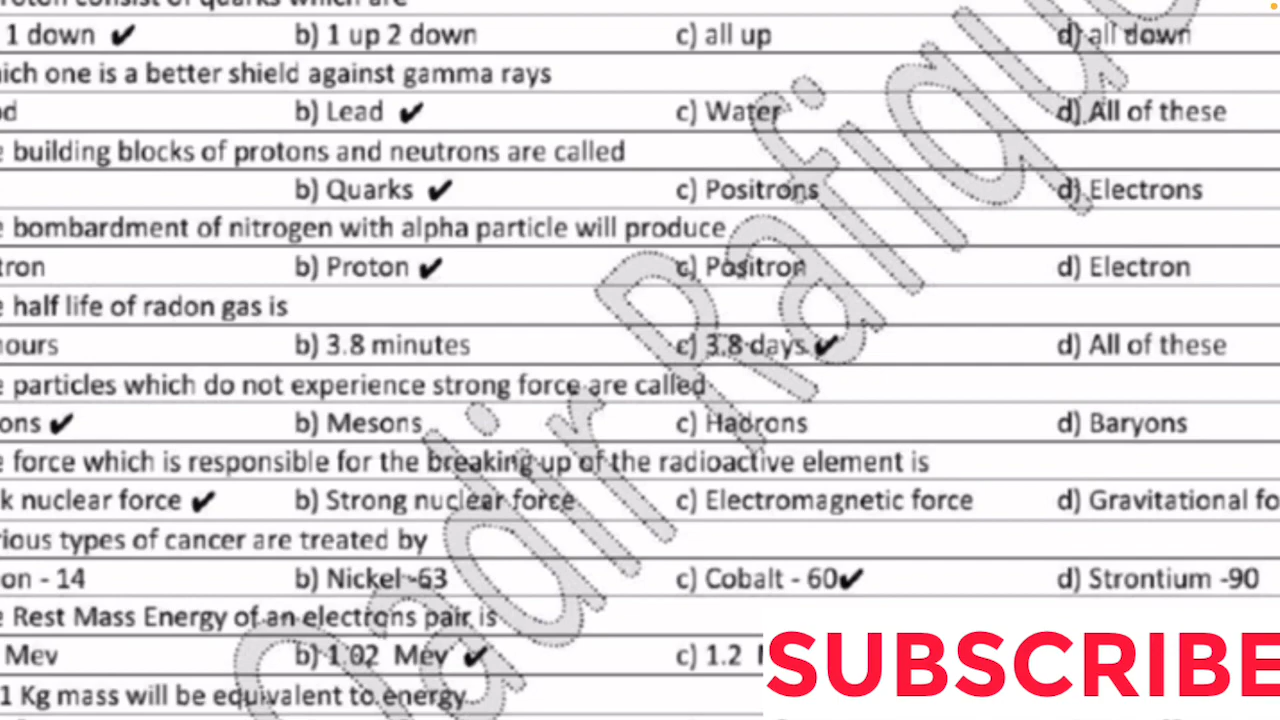 1 down ✔ b) 1 up 2 down c) all up d) all down
one is a better shield against gamma rays
b) Lead ✔ c) Water d) All of these
building blocks of protons and neutrons are called
b) Quarks ✔ c) Positrons d) Electrons
bombardment of nitrogen with alpha particle will produce
b) Proton ✔ c) Positron d) Electron
half life of radon gas is
b) 3.8 minutes c) 3.8 days ✔ d) All of these
particles which do not experience strong force are called
ons ✔ b) Mesons c) Hadrons d) Baryons
force which is responsible for the breaking up of the radioactive element is
k nuclear force ✔ b) Strong nuclear force c) Electromagnetic force d) Gravitational fo
ious types of cancer are treated by
on - 14 b) Nickel -63 c) Cobalt - 60 ✔ d) Strontium -90
Rest Mass Energy of an electrons pair is
Mev b) 1.02 Mev ✔ c) 1.2
1 Kg mass will be equivalent to energy
SUBSCRIBE
Qadir Rafiqu